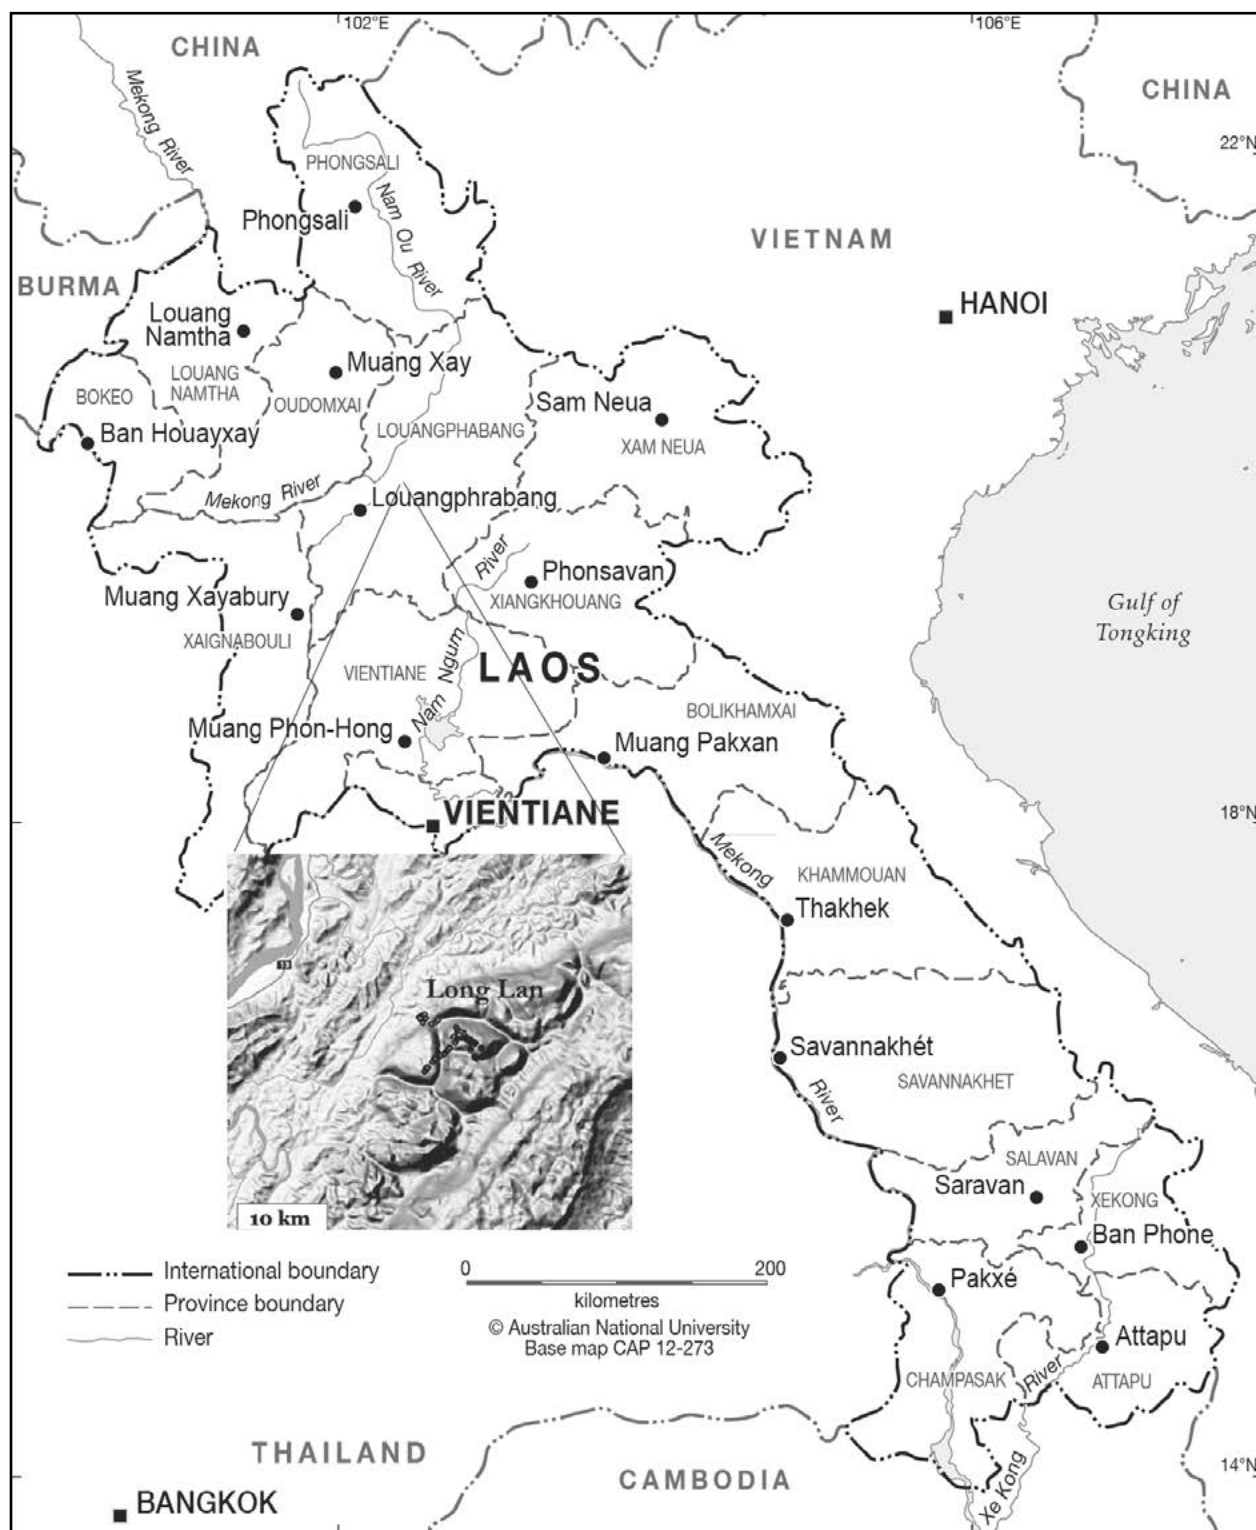 102°E
106°E
CHINA
CHINA
Mekong River
22°N
PHONGSALI
Phongsali
Nam Ou River
VIETNAM
BURMA
HANOI
Louang
Namtha
Muang Xay
LOUANG
NAMTHA
BOKEO
OUDOMXAI
Sam Neua
Ban Houayxay
LOUANGPHABANG
XAM NEUA
Mekong River
Louangphrabang
River
Phonsavan
XIANGKHOUANG
Muang Xayabury
XAIGNABOULI
Gulf of
Tongking
VIENTIANE
Nam Ngum
LAOS
BOLIKHAMXAI
Muang Phon-Hong
Muang Pakxan
VIENTIANE
18°N
Mekong
KHAMMOUAN
Thakhek
13
Long Lan
Savannakhét
SAVANNAKHET
River
SALAVAN
Saravan
XEKONG
10 km
Ban Phone
International boundary
Province boundary
River
0
200
kilometres
© Australian National University
Base map CAP 12-273
Pakxé
Attapu
CHAMPASAK
River
ATTAPU
THAILAND
CAMBODIA
14°N
Xe Kong
BANGKOK